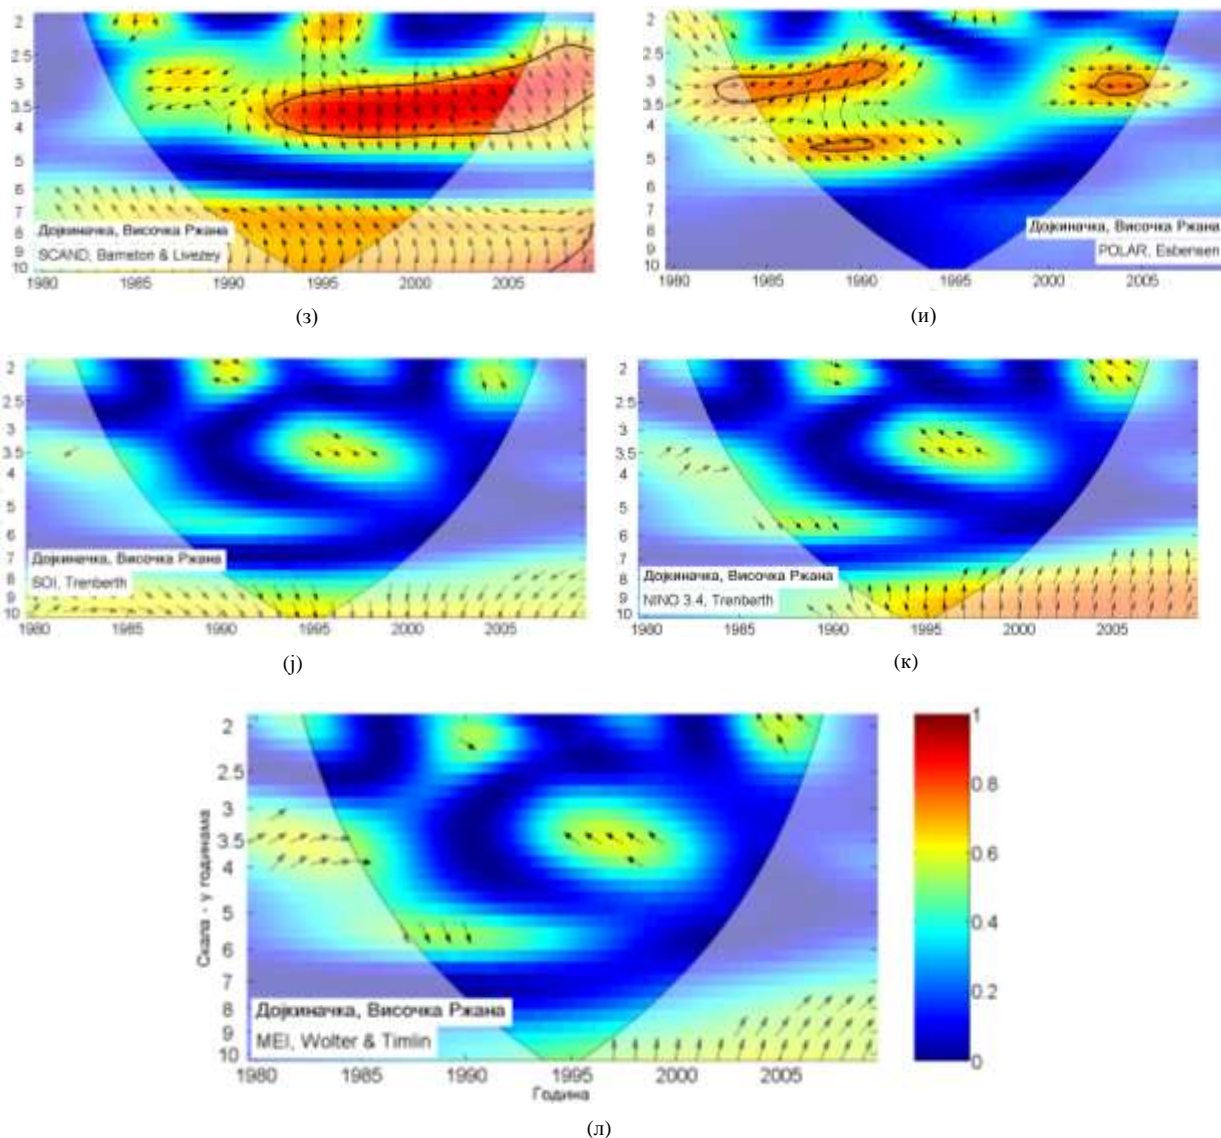 2
2.5
3
3.5
4
5
6
7
8
9
10
Дојкиначка, Височка Ржана
SCAND, Barnston & Livezey
1980 1985 1990 1995 2000 2005
(з)
2
2.5
3
3.5
4
5
6
7
8
9
10
Дојкиначка, Височка Ржана
POLAR, Esbensen
1980 1985 1990 1995 2000 2005
(и)
2
2.5
3
3.5
4
5
6
7
8
9
10
Дојкиначка, Височка Ржана
SOI, Trenberth
1980 1985 1990 1995 2000 2005
(ј)
2
2.5
3
3.5
4
5
6
7
8
9
10
Дојкиначка, Височка Ржана
NINO 3.4, Trenberth
1980 1985 1990 1995 2000 2005
(к)
Скала - у годинама
2
2.5
3
3.5
4
5
6
7
8
9
10
Дојкиначка, Височка Ржана
MEI, Wolter & Timlin
1980 1985 1990 1995 2000 2005
Година
1
0.8
0.6
0.4
0.2
0
(л)